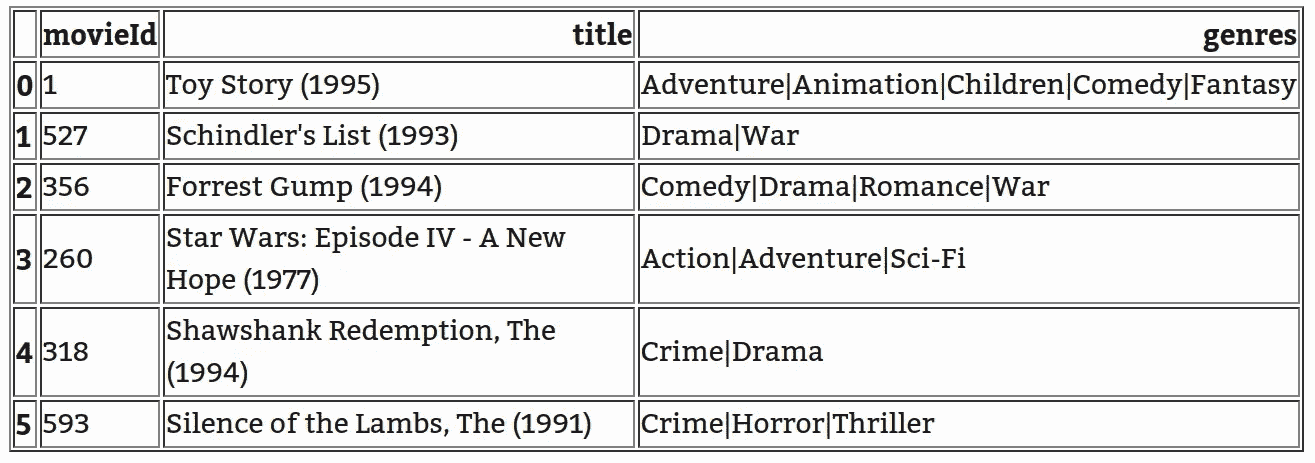 movieId title genres
0 1 Toy Story (1995) Adventure|Animation|Children|Comedy|Fantasy
1 527 Schindler's List (1993) Drama|War
2 356 Forrest Gump (1994) Comedy|Drama|Romance|War
3 260 Star Wars: Episode IV - A New
Hope (1977) Action|Adventure|Sci-Fi
4 318 Shawshank Redemption, The
(1994) Crime|Drama
5 593 Silence of the Lambs, The (1991) Crime|Horror|Thriller